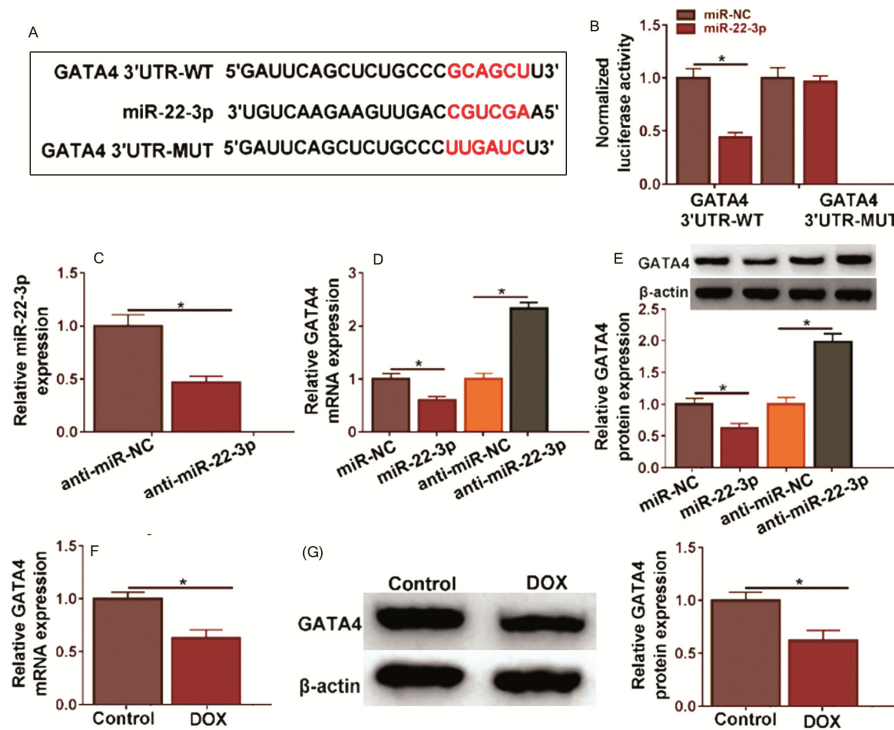 A
GATA4 3'UTR-WT 5'GAUUCAGCUCUGCCCGCAGCUU3'
miR-22-3p 3'UGUCAAGAAGUUGACCGUCGAA5'
GATA4 3'UTR-MUT 5'GAUUCAGCUCUGCCCUUGAUCU3'
B
miR-NC
miR-22-3p
Normalized
luciferase activity
1.5
1.0
0.5
0.0
*
GATA4
3'UTR-WT
GATA4
3'UTR-MUT
C
Relative miR-22-3p
expression
1.5
1.0
0.5
0.0
*
anti-miR-NC
anti-miR-22-3p
D
Relative GATA4
mRNA expression
3
2
1
0
*
*
miR-NC
miR-22-3p
anti-miR-NC
anti-miR-22-3p
E
GATA4
β-actin
Relative GATA4
protein expression
2.5
2.0
1.5
1.0
0.5
0.0
*
*
miR-NC
miR-22-3p
anti-miR-NC
anti-miR-22-3p
F
Relative GATA4
mRNA expression
1.5
1.0
0.5
0.0
*
Control
DOX
(G)
Control DOX
GATA4
β-actin
Relative GATA4
protein expression
1.5
1.0
0.5
0.0
*
Control
DOX